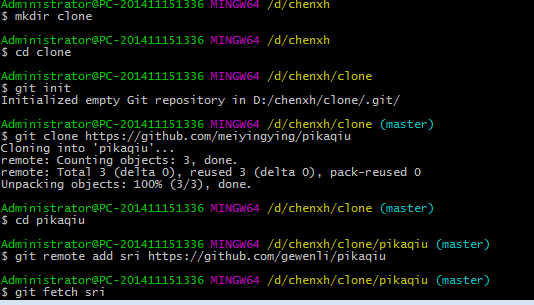 Administrator@PC-201411151336 MINGW64 /d/chenxh
$ mkdir clone
Administrator@PC-201411151336 MINGW64 /d/chenxh
$ cd clone
Administrator@PC-201411151336 MINGW64 /d/chenxh/clone
$ git init
Initialized empty Git repository in D:/chenxh/clone/.git/
Administrator@PC-201411151336 MINGW64 /d/chenxh/clone (master)
$ git clone https://github.com/meiyingying/pikaqiu
Cloning into 'pikaqiu'...
remote: Counting objects: 3, done.
remote: Total 3 (delta 0), reused 3 (delta 0), pack-reused 0
Unpacking objects: 100% (3/3), done.
Administrator@PC-201411151336 MINGW64 /d/chenxh/clone (master)
$ cd pikaqiu
Administrator@PC-201411151336 MINGW64 /d/chenxh/clone/pikaqiu (master)
$ git remote add sri https://github.com/gewenli/pikaqiu
Administrator@PC-201411151336 MINGW64 /d/chenxh/clone/pikaqiu (master)
$ git fetch sri